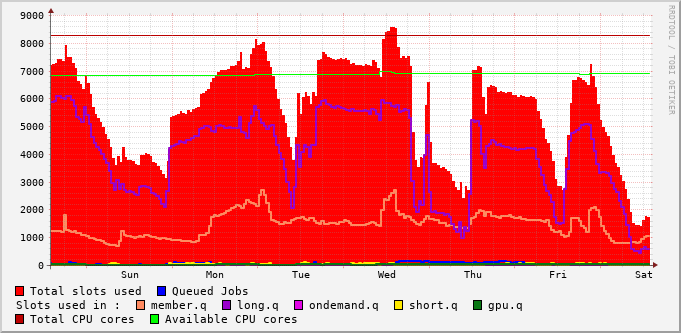 RRDTOOL / TOBI OETIKER
9000
8000
7000
6000
5000
4000
3000
2000
1000
0
Sun Mon Tue Wed Thu Fri Sat
Total slots used Queued Jobs
Slots used in : member.q long.q ondemand.q short.q gpu.q
Total CPU cores Available CPU cores